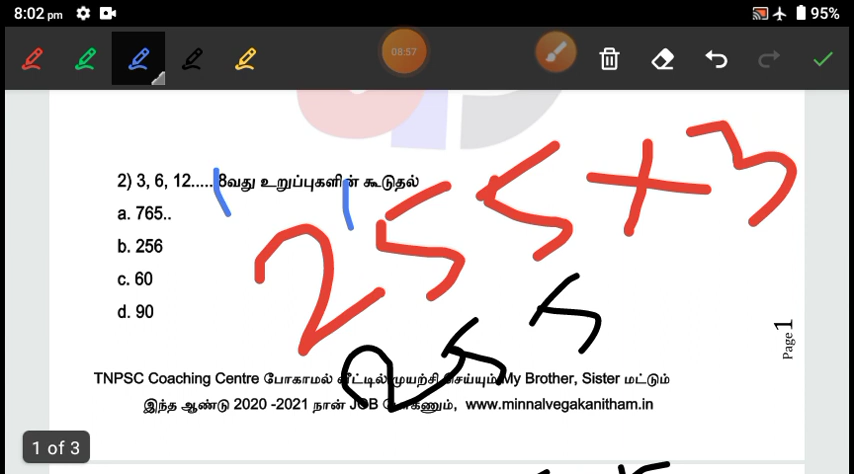 8:02 pm 95%
08:57
2) 3, 6, 12.....8வது உறுப்புகளின் கூடுதல்
a. 765..
b. 256
c. 60
d. 90
255+3
255
Page 1
TNPSC Coaching Centre போகாமல் வீட்டில் முயற்சி செய்யும் My Brother, Sister மட்டும்
இந்த ஆண்டு 2020 -2021 நான் JOB போகணும், www.minnalvegakanitham.in
1 of 3